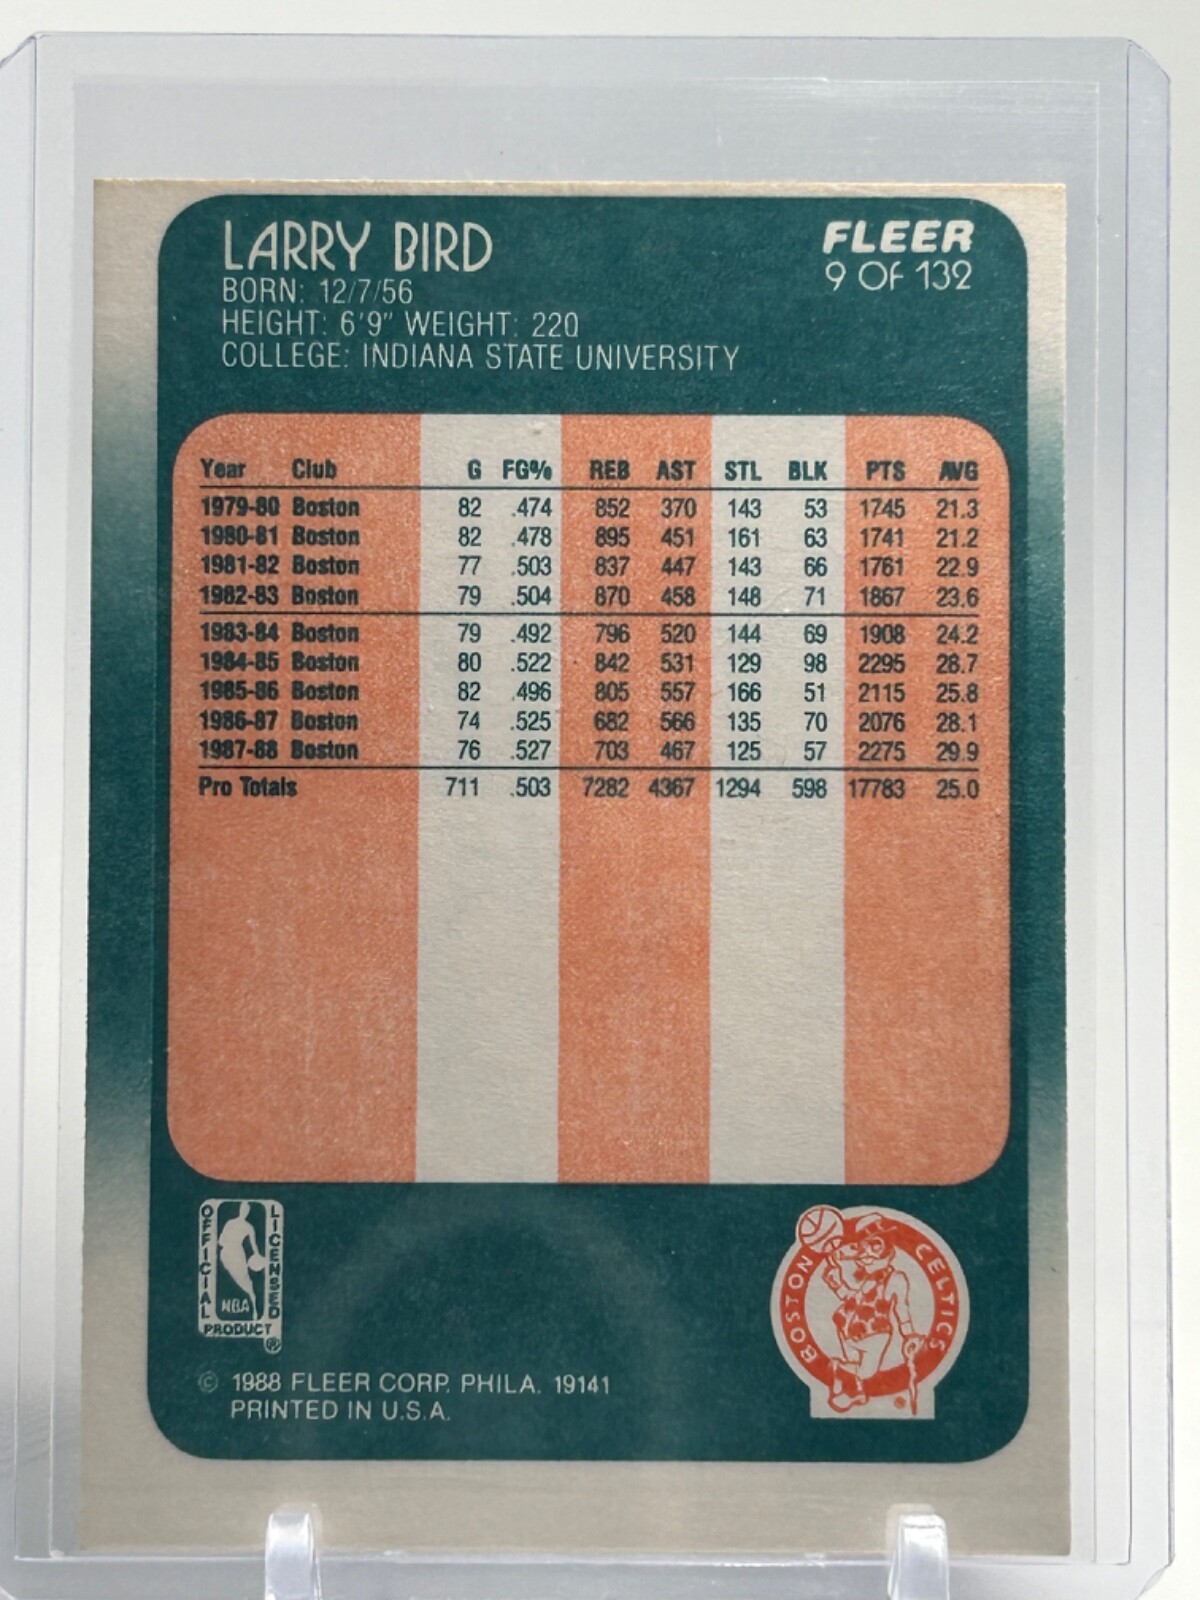 LARRY BIRD
BORN: 12/7/56
HEIGHT: 6'9" WEIGHT: 220
COLLEGE: INDIANA STATE UNIVERSITY
FLEER
9 OF 132
Year Club G FG% REB AST STL BLK PTS AVG
1979-80 Boston 82 .474 852 370 143 53 1745 21.3
1980-81 Boston 82 .478 895 451 161 63 1741 21.2
1981-82 Boston 77 .503 837 447 143 66 1761 22.9
1982-83 Boston 79 .504 870 458 148 71 1867 23.6
1983-84 Boston 79 .492 796 520 144 69 1908 24.2
1984-85 Boston 80 .522 842 531 129 98 2295 28.7
1985-86 Boston 82 .496 805 557 166 51 2115 25.8
1986-87 Boston 74 .525 682 566 135 70 2076 28.1
1987-88 Boston 76 .527 703 467 125 57 2275 29.9
Pro Totals 711 .503 7282 4367 1294 598 17783 25.0
OFFICIAL
LICENSED
NBA
PRODUCT ®
BOSTON CELTICS
© 1988 FLEER CORP. PHILA. 19141
PRINTED IN U.S.A.